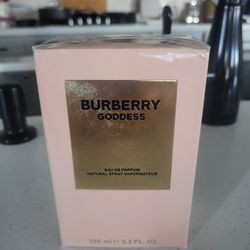 BURBERRY
GODDESS
EAU DE PARFUM
NATURAL SPRAY VAPORISATEUR
100 ml ℮ 3.3 FL. OZ.